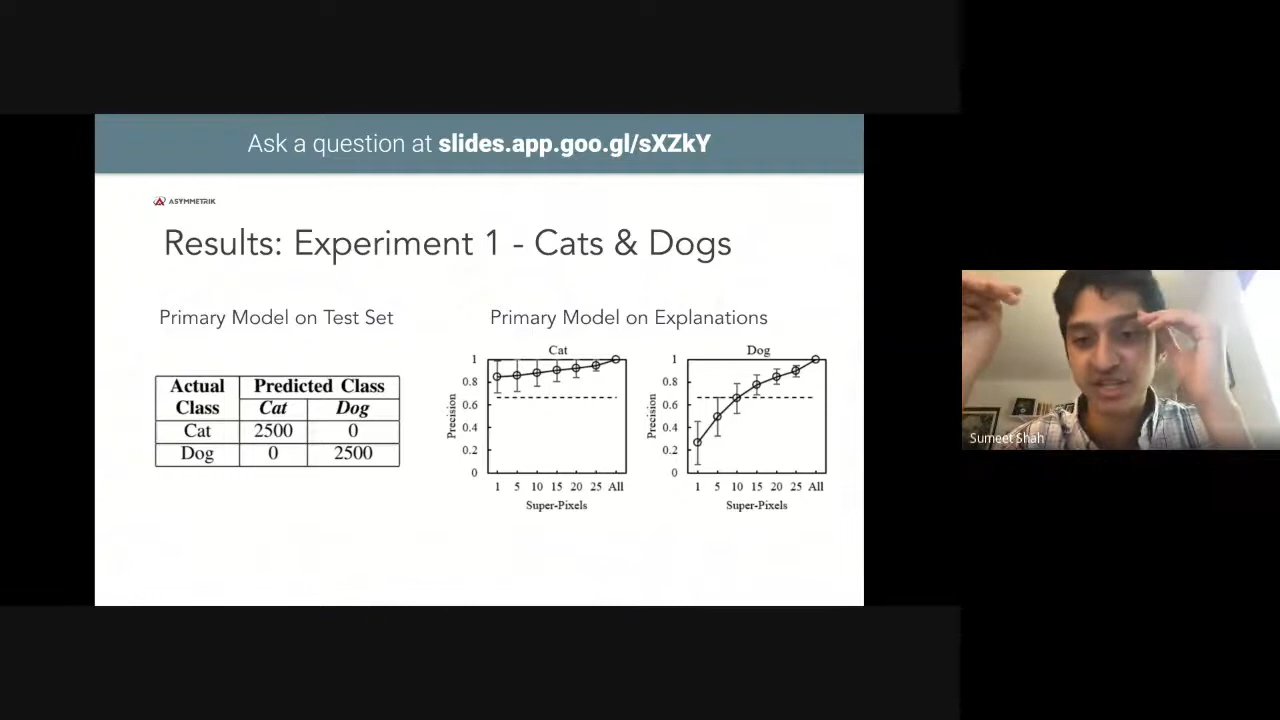 Ask a question at slides.app.goo.gl/sXZkY
ASYMMETRIK
Results: Experiment 1 - Cats & Dogs
Primary Model on Test Set
Primary Model on Explanations
Actual Class
Predicted Class
Cat
Dog
Cat
2500
0
Dog
0
2500
Cat
Precision
1
0.8
0.6
0.4
0.2
0
1 5 10 15 20 25 All
Super-Pixels
Dog
Precision
1
0.8
0.6
0.4
0.2
0
1 5 10 15 20 25 All
Super-Pixels
Sumeet Shah